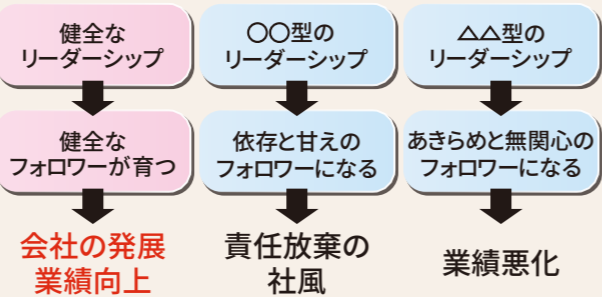 健全な
リーダーシップ
健全な
フォロワーが育つ
会社の発展
業績向上
〇〇型の
リーダーシップ
依存と甘えの
フォロワーになる
責任放棄の
社風
△△型の
リーダーシップ
あきらめと無関心の
フォロワーになる
業績悪化